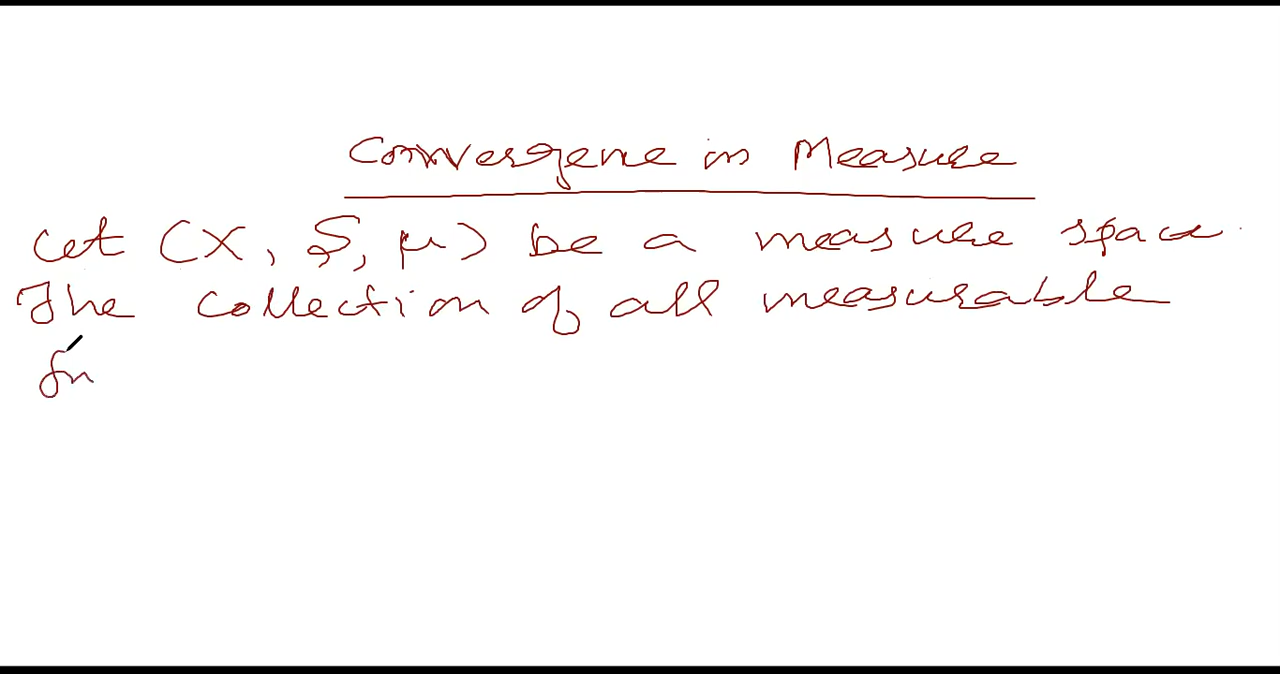 Convergene in Measure
Let (X, S, μ) be a measure space.
The collection of all measurable
fn